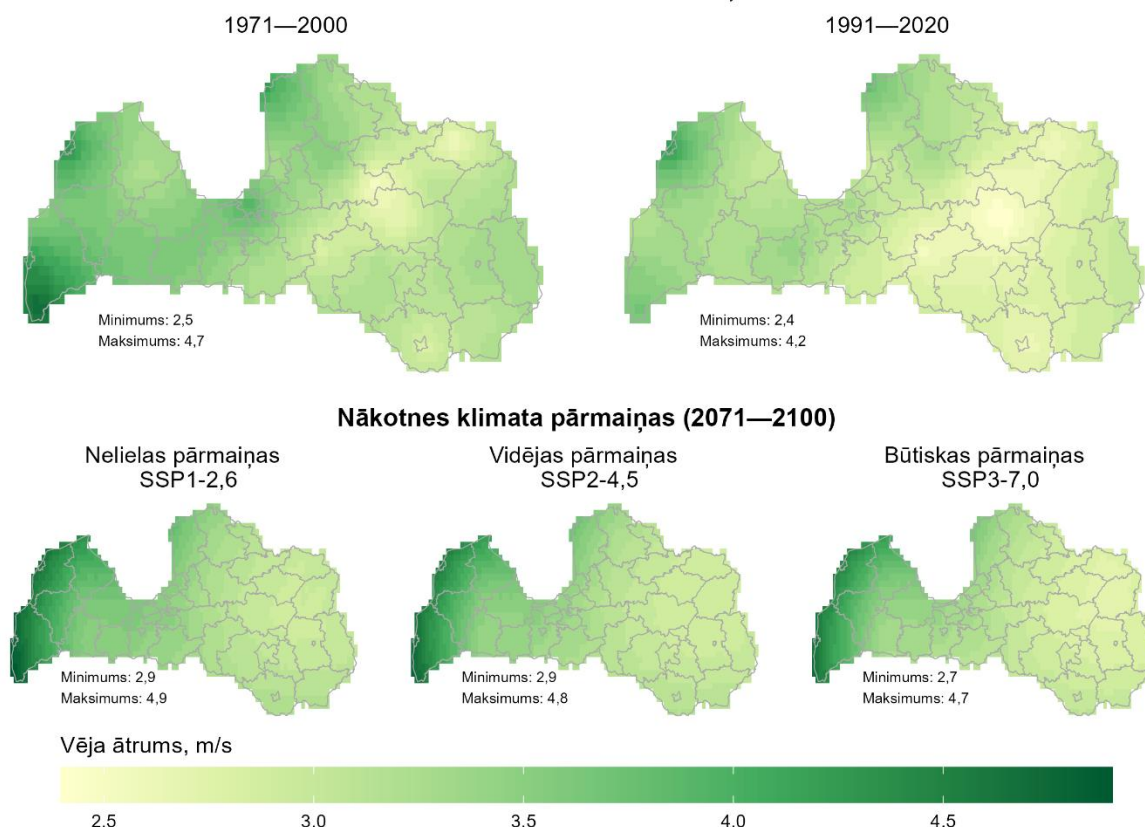 1971—2000
1991—2020
Minimums: 2,5
Maksimums: 4,7
Minimums: 2,4
Maksimums: 4,2
Nākotnes klimata pārmaiņas (2071—2100)
Nelielas pārmaiņas
SSP1-2,6
Vidējas pārmaiņas
SSP2-4,5
Būtiskas pārmaiņas
SSP3-7,0
Minimums: 2,9
Maksimums: 4,9
Minimums: 2,9
Maksimums: 4,8
Minimums: 2,7
Maksimums: 4,7
Vēja ātrums, m/s
2.5 3.0 3.5 4.0 4.5